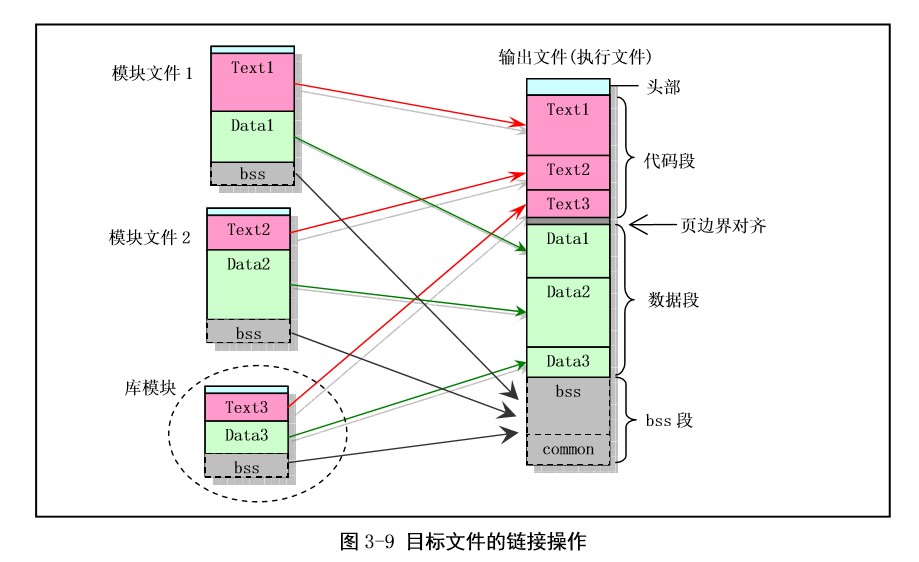 模块文件 1
Text1
Data1
bss
模块文件 2
Text2
Data2
bss
库模块
Text3
Data3
bss
输出文件(执行文件)
头部
Text1
代码段
Text2
Text3
页边界对齐
Data1
Data2
数据段
Data3
bss
bss 段
common
图 3-9 目标文件的链接操作